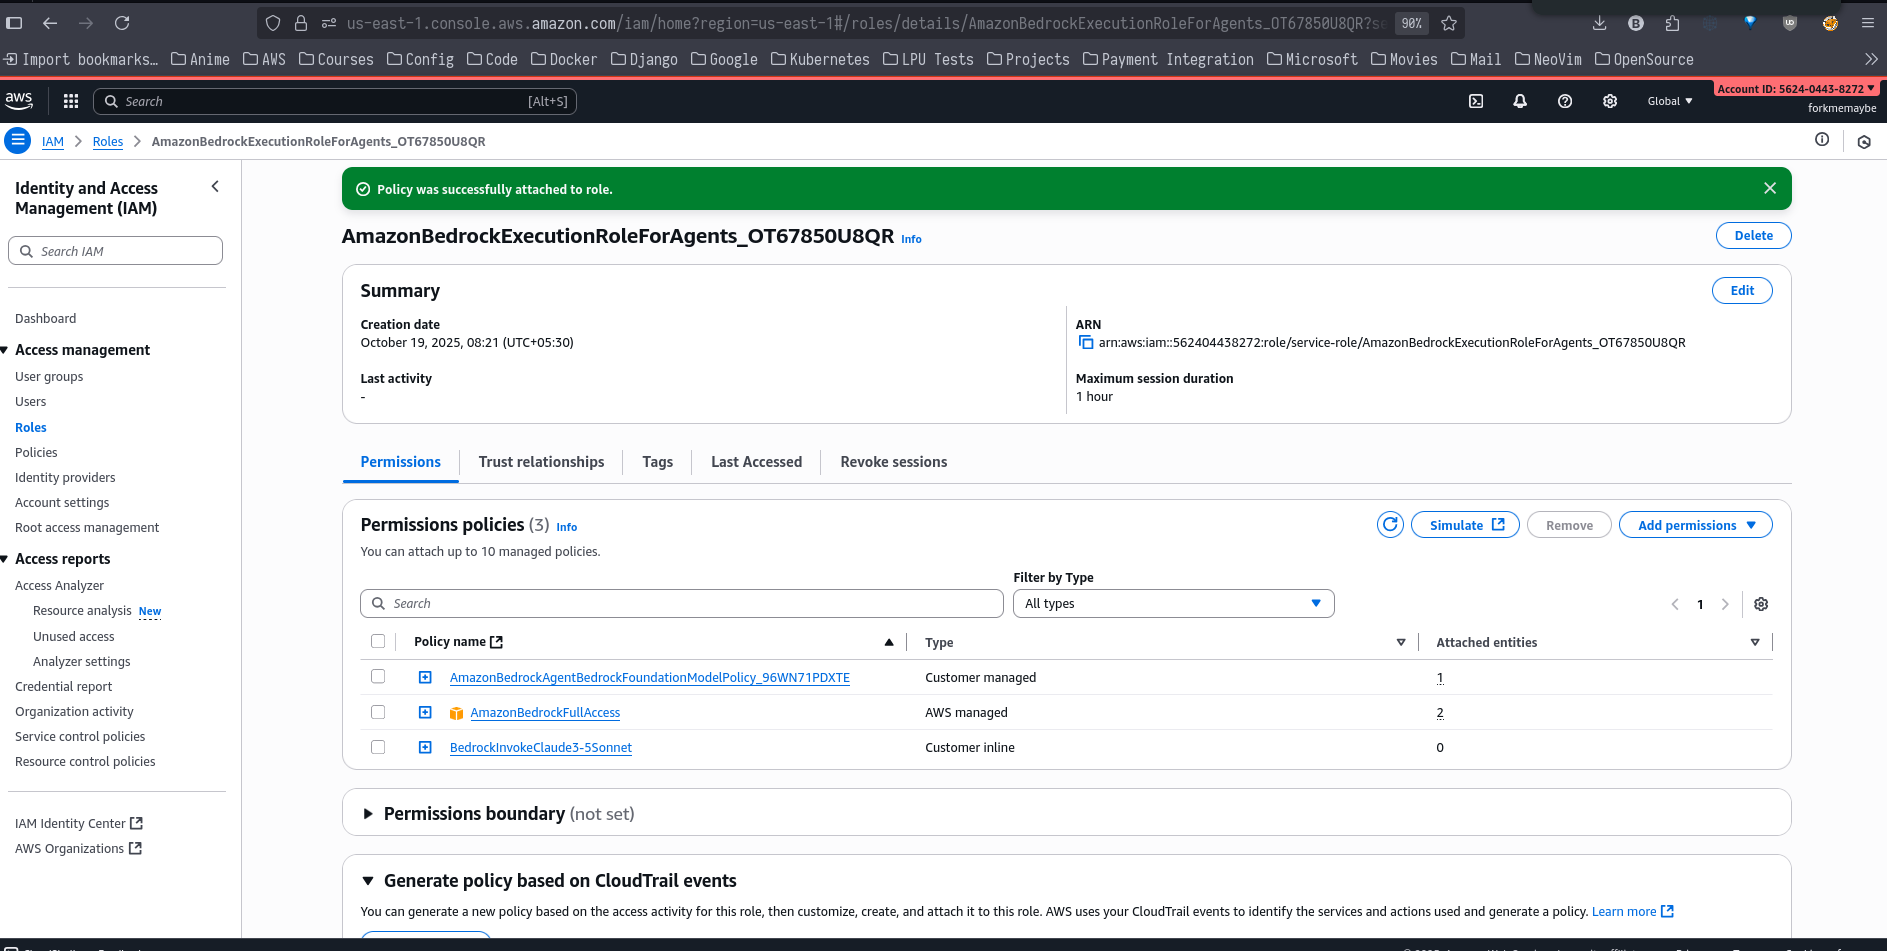 us-east-1.console.aws.amazon.com/iam/home?region=us-east-1#/roles/details/AmazonBedrockExecutionRoleForAgents_OT67850U8QR?se
90%
Import bookmarks… Anime AWS Courses Config Code Docker Django Google Kubernetes LPU Tests Projects Payment Integration Microsoft Movies Mail NeoVim OpenSource
aws
Search [Alt+S]
Global
Account ID: 5624-0443-8272
forkmemaybe
IAM Roles AmazonBedrockExecutionRoleForAgents_OT67850U8QR
Identity and Access
Management (IAM)
Search IAM
Dashboard
Access management
User groups
Users
Roles
Policies
Identity providers
Account settings
Root access management
Access reports
Access Analyzer
Resource analysis New
Unused access
Analyzer settings
Credential report
Organization activity
Service control policies
Resource control policies
IAM Identity Center
AWS Organizations
Policy was successfully attached to role.
AmazonBedrockExecutionRoleForAgents_OT67850U8QR Info
Delete
Summary
Edit
Creation date
October 19, 2025, 08:21 (UTC+05:30)
ARN
arn:aws:iam::562404438272:role/service-role/AmazonBedrockExecutionRoleForAgents_OT67850U8QR
Last activity
-
Maximum session duration
1 hour
Permissions Trust relationships Tags Last Accessed Revoke sessions
Permissions policies (3) Info
Simulate Remove Add permissions
You can attach up to 10 managed policies.
Filter by Type
Search
All types
1
Policy name Type Attached entities
AmazonBedrockAgentBedrockFoundationModelPolicy_96WN71PDXTE Customer managed 1
AmazonBedrockFullAccess AWS managed 2
BedrockInvokeClaude3-5Sonnet Customer inline 0
Permissions boundary (not set)
Generate policy based on CloudTrail events
You can generate a new policy based on the access activity for this role, then customize, create, and attach it to this role. AWS uses your CloudTrail events to identify the services and actions used and generate a policy. Learn more